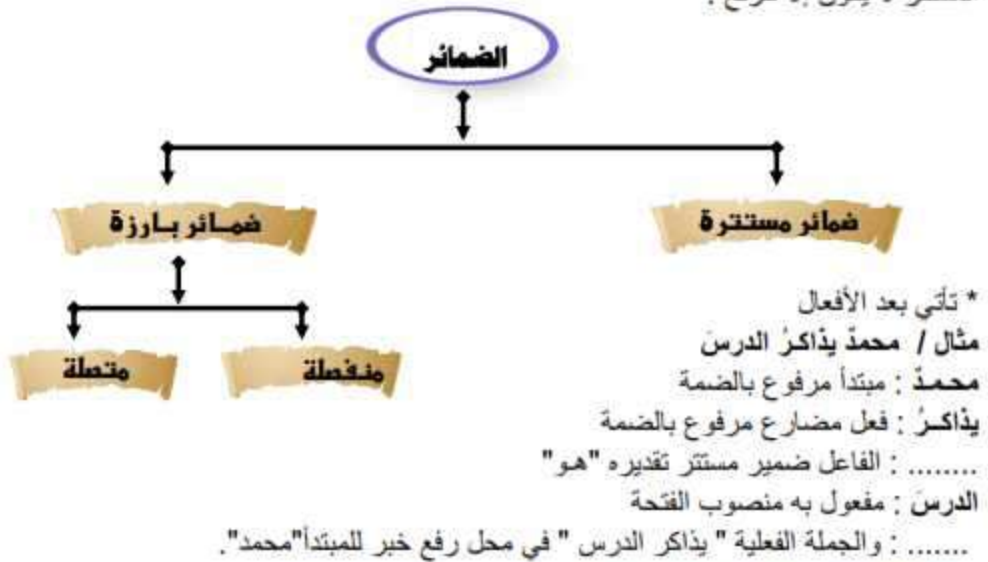 الضمائر
ضمائر مستترة
ضمائر بارزة
منفصلة
متصلة
* تأتي بعد الأفعال
مثال / محمدٌ يذاكرُ الدرسَ
محمدٌ : مبتدأ مرفوع بالضمة
يذاكرُ : فعل مضارع مرفوع بالضمة
........ : الفاعل ضمير مستتر تقديره "هو"
الدرسَ : مفعول به منصوب الفتحة
....... : والجملة الفعلية " يذاكر الدرس " في محل رفع خبر للمبتدأ"محمد".